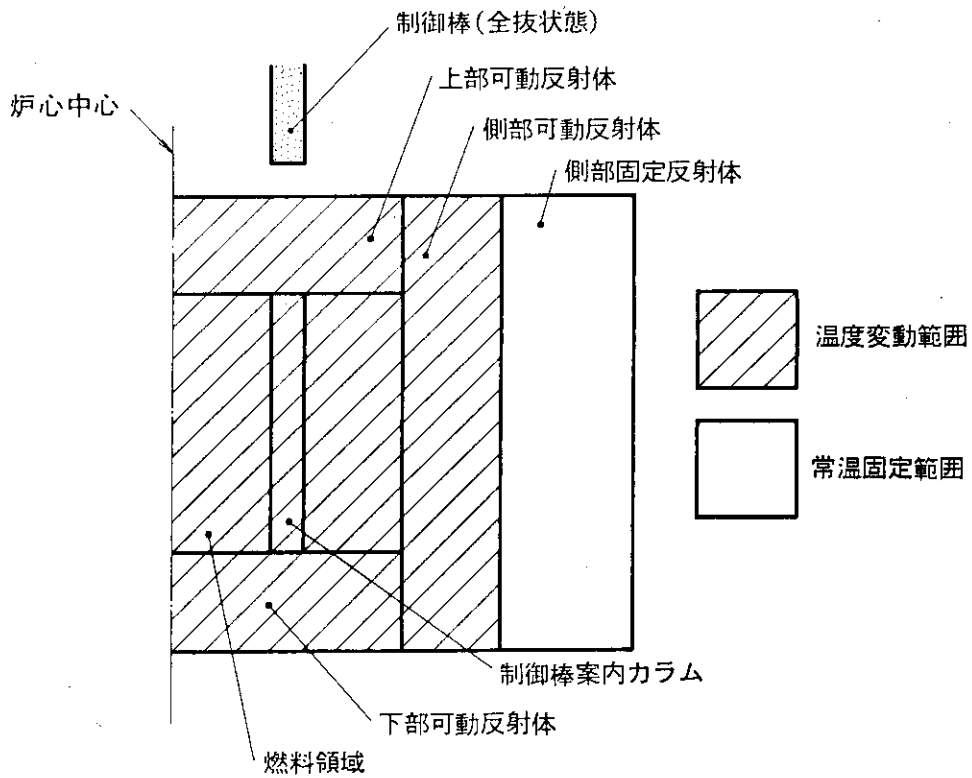 制御棒(全抜状態)
上部可動反射体
炉心中心
側部可動反射体
側部固定反射体
温度変動範囲
常温固定範囲
制御棒案内カラム
下部可動反射体
燃料領域